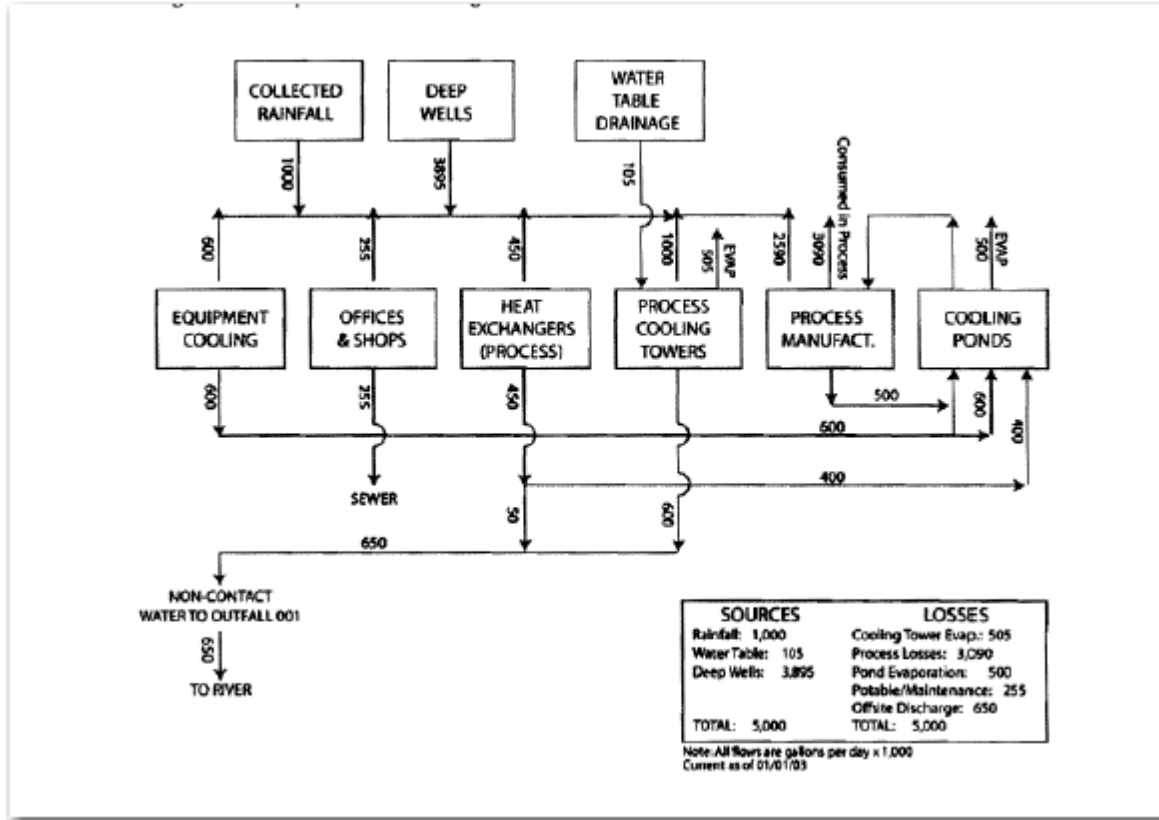 COLLECTED
RAINFALL
DEEP
WELLS
WATER
TABLE
DRAINAGE
1000
3895
105
Consumed in Process
600
255
450
1000
505
EVAP
2590
3090
500
EVAP
EQUIPMENT
COOLING
OFFICES
& SHOPS
HEAT
EXCHANGERS
(PROCESS)
PROCESS
COOLING
TOWERS
PROCESS
MANUFACT.
COOLING
PONDS
600
255
450
500
600
400
600
400
SEWER
50
600
650
NON-CONTACT
WATER TO OUTFALL 001
650
TO RIVER
SOURCES
Rainfall: 1,000
Water Table: 105
Deep Wells: 3,895
TOTAL: 5,000
LOSSES
Cooling Tower Evap.: 505
Process Losses: 3,090
Pond Evaporation: 500
Potable/Maintenance: 255
Offsite Discharge: 650
TOTAL: 5,000
Note: All flows are gallons per day x 1,000
Current as of 01/01/03